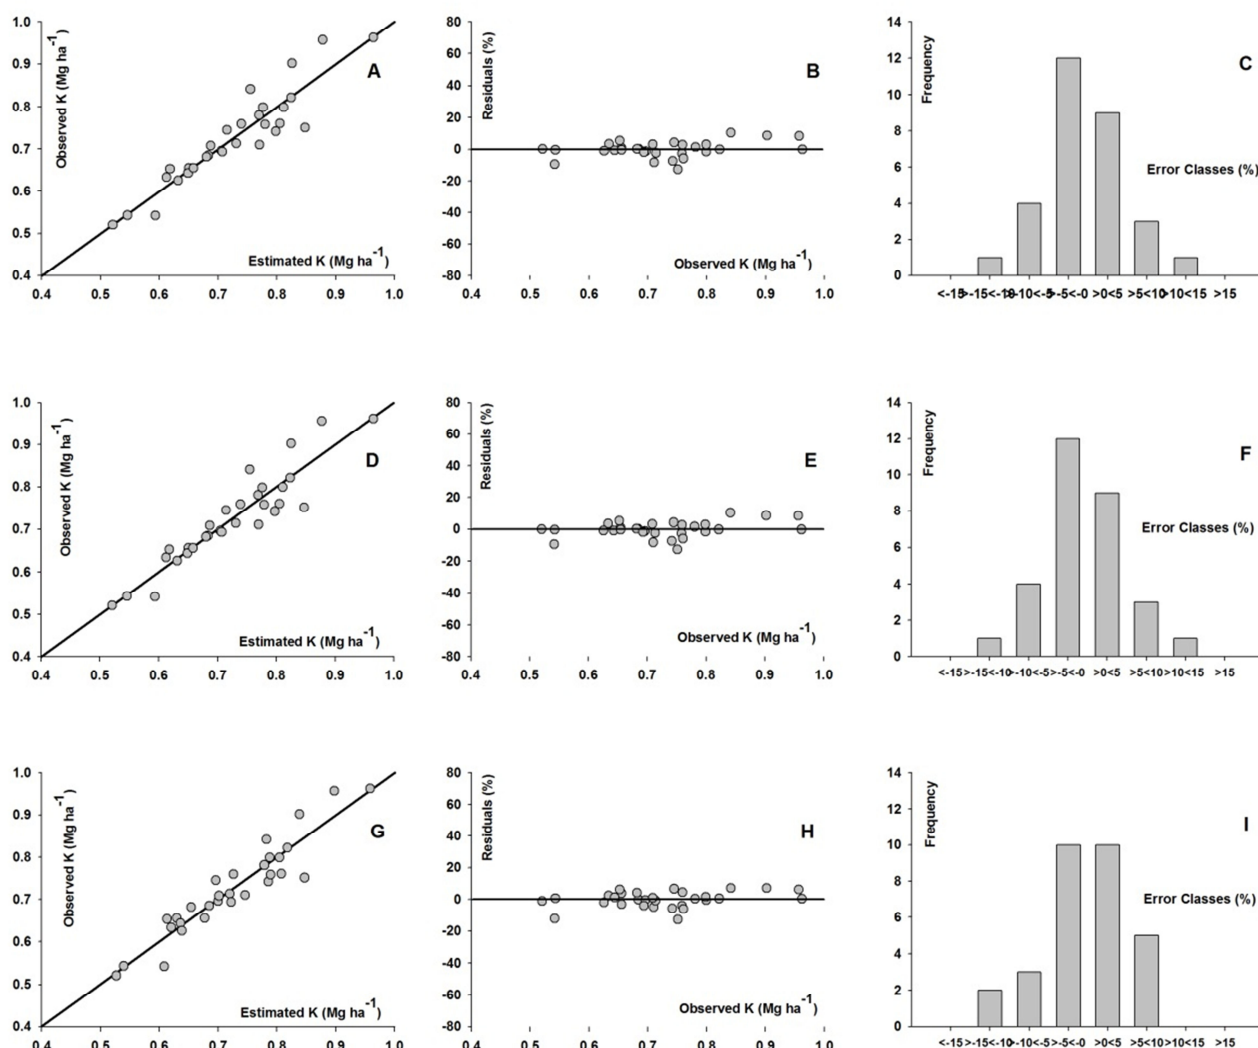 1.0
0.9
0.8
0.7
0.6
0.5
0.4
Observed K (Mg ha-1)
A
Estimated K (Mg ha-1)
0.4 0.5 0.6 0.7 0.8 0.9 1.0
80
60
40
20
0
-20
-40
-60
-80
Residuals (%)
B
Observed K (Mg ha-1)
0.4 0.5 0.6 0.7 0.8 0.9 1.0
14
12
10
8
6
4
2
0
Frequency
C
Error Classes (%)
<-15 >-15<-10 >-10<-5 >-5<-0 >0<5 >5<10 >10<15 >15
1.0
0.9
0.8
0.7
0.6
0.5
0.4
Observed K (Mg ha-1)
D
Estimated K (Mg ha-1)
0.4 0.5 0.6 0.7 0.8 0.9 1.0
80
60
40
20
0
-20
-40
-60
-80
Residuals (%)
E
Observed K (Mg ha-1)
0.4 0.5 0.6 0.7 0.8 0.9 1.0
14
12
10
8
6
4
2
0
Frequency
F
Error Classes (%)
<-15 >-15<-10 >-10<-5 >-5<-0 >0<5 >5<10 >10<15 >15
1.0
0.9
0.8
0.7
0.6
0.5
0.4
Observed K (Mg ha-1)
G
Estimated K (Mg ha-1)
0.4 0.5 0.6 0.7 0.8 0.9 1.0
80
60
40
20
0
-20
-40
-60
-80
Residuals (%)
H
Observed K (Mg ha-1)
0.4 0.5 0.6 0.7 0.8 0.9 1.0
14
12
10
8
6
4
2
0
Frequency
I
Error Classes (%)
<-15 >-15<-10 >-10<-5 >-5<-0 >0<5 >5<10 >10<15 >15